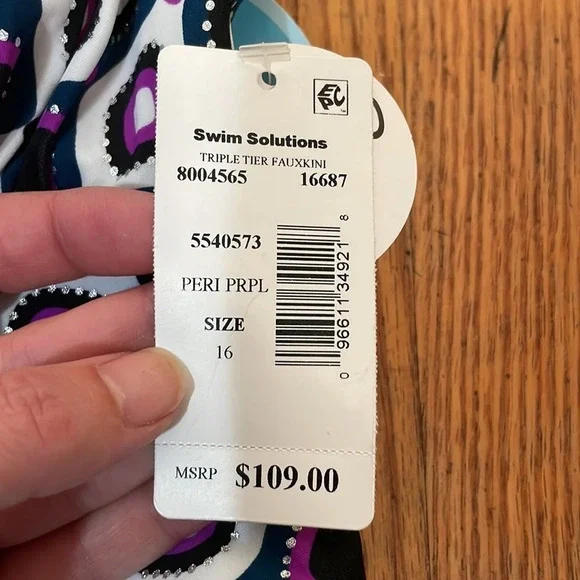 EPC
Swim Solutions
TRIPLE TIER FAUXKINI
8004565 16687
5540573
PERI PRPL
SIZE
16
0 96611 34921 8
MSRP $109.00